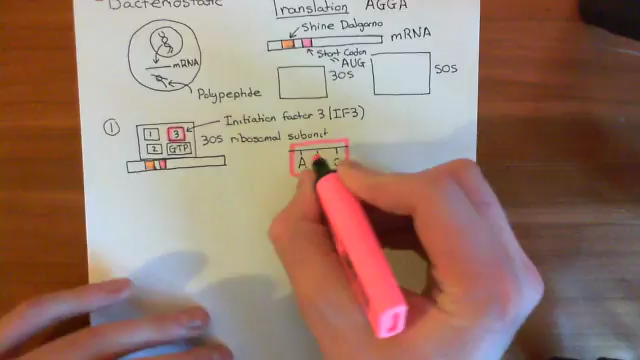 Bacteriostatic
Translation AGGA
Shine Dalgarno
mRNA
Start Codon
AUG
30S
50S
mRNA
Polypeptide
① 1 3
2 GTP
Initiation factor 3 (IF3)
30S ribosomal subunit
A